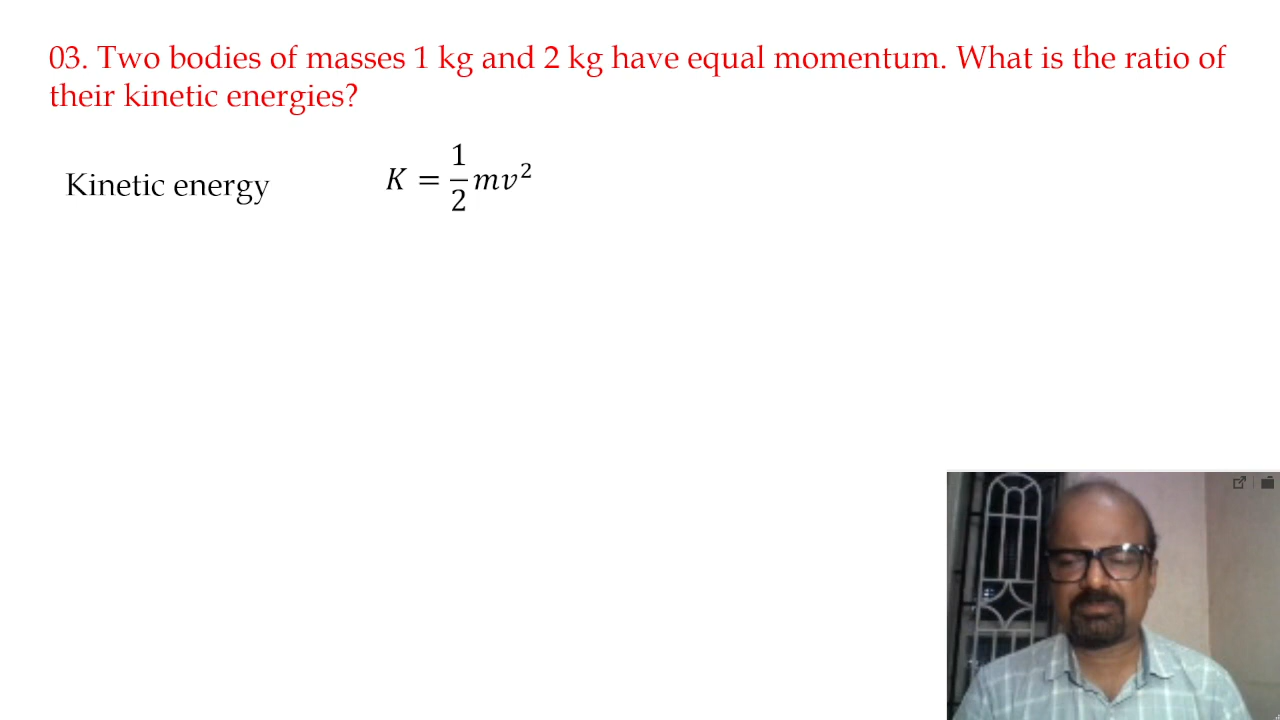 03. Two bodies of masses 1 kg and 2 kg have equal momentum. What is the ratio of
their kinetic energies?
Kinetic energy K = 1/2 mv²